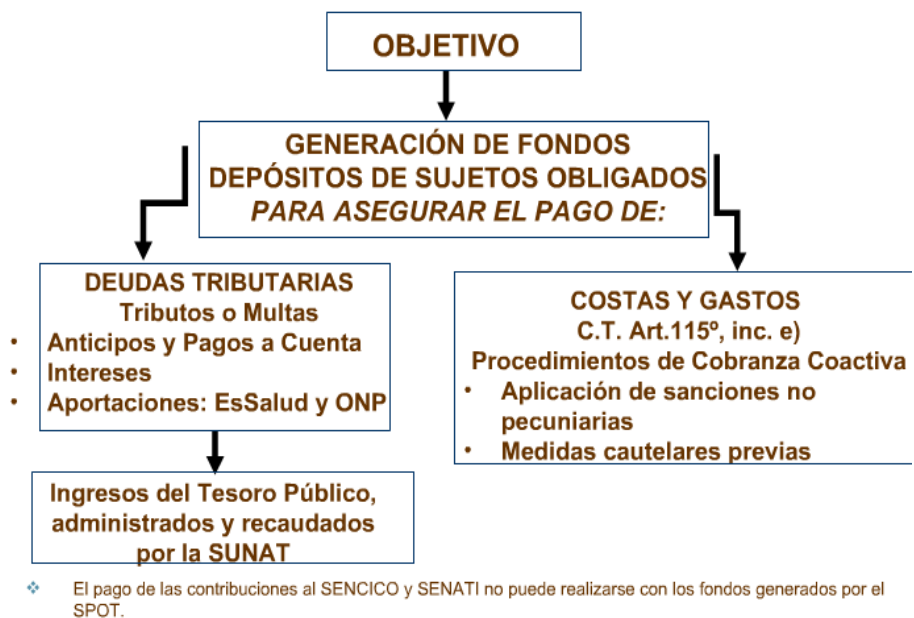 OBJETIVO
GENERACIÓN DE FONDOS
DEPÓSITOS DE SUJETOS OBLIGADOS
PARA ASEGURAR EL PAGO DE:
DEUDAS TRIBUTARIAS
Tributos o Multas
• Anticipos y Pagos a Cuenta
• Intereses
• Aportaciones: EsSalud y ONP
COSTAS Y GASTOS
C.T. Art.115º, inc. e)
Procedimientos de Cobranza Coactiva
• Aplicación de sanciones no
pecuniarias
• Medidas cautelares previas
Ingresos del Tesoro Público,
administrados y recaudados
por la SUNAT
❖ El pago de las contribuciones al SENCICO y SENATI no puede realizarse con los fondos generados por el
SPOT.